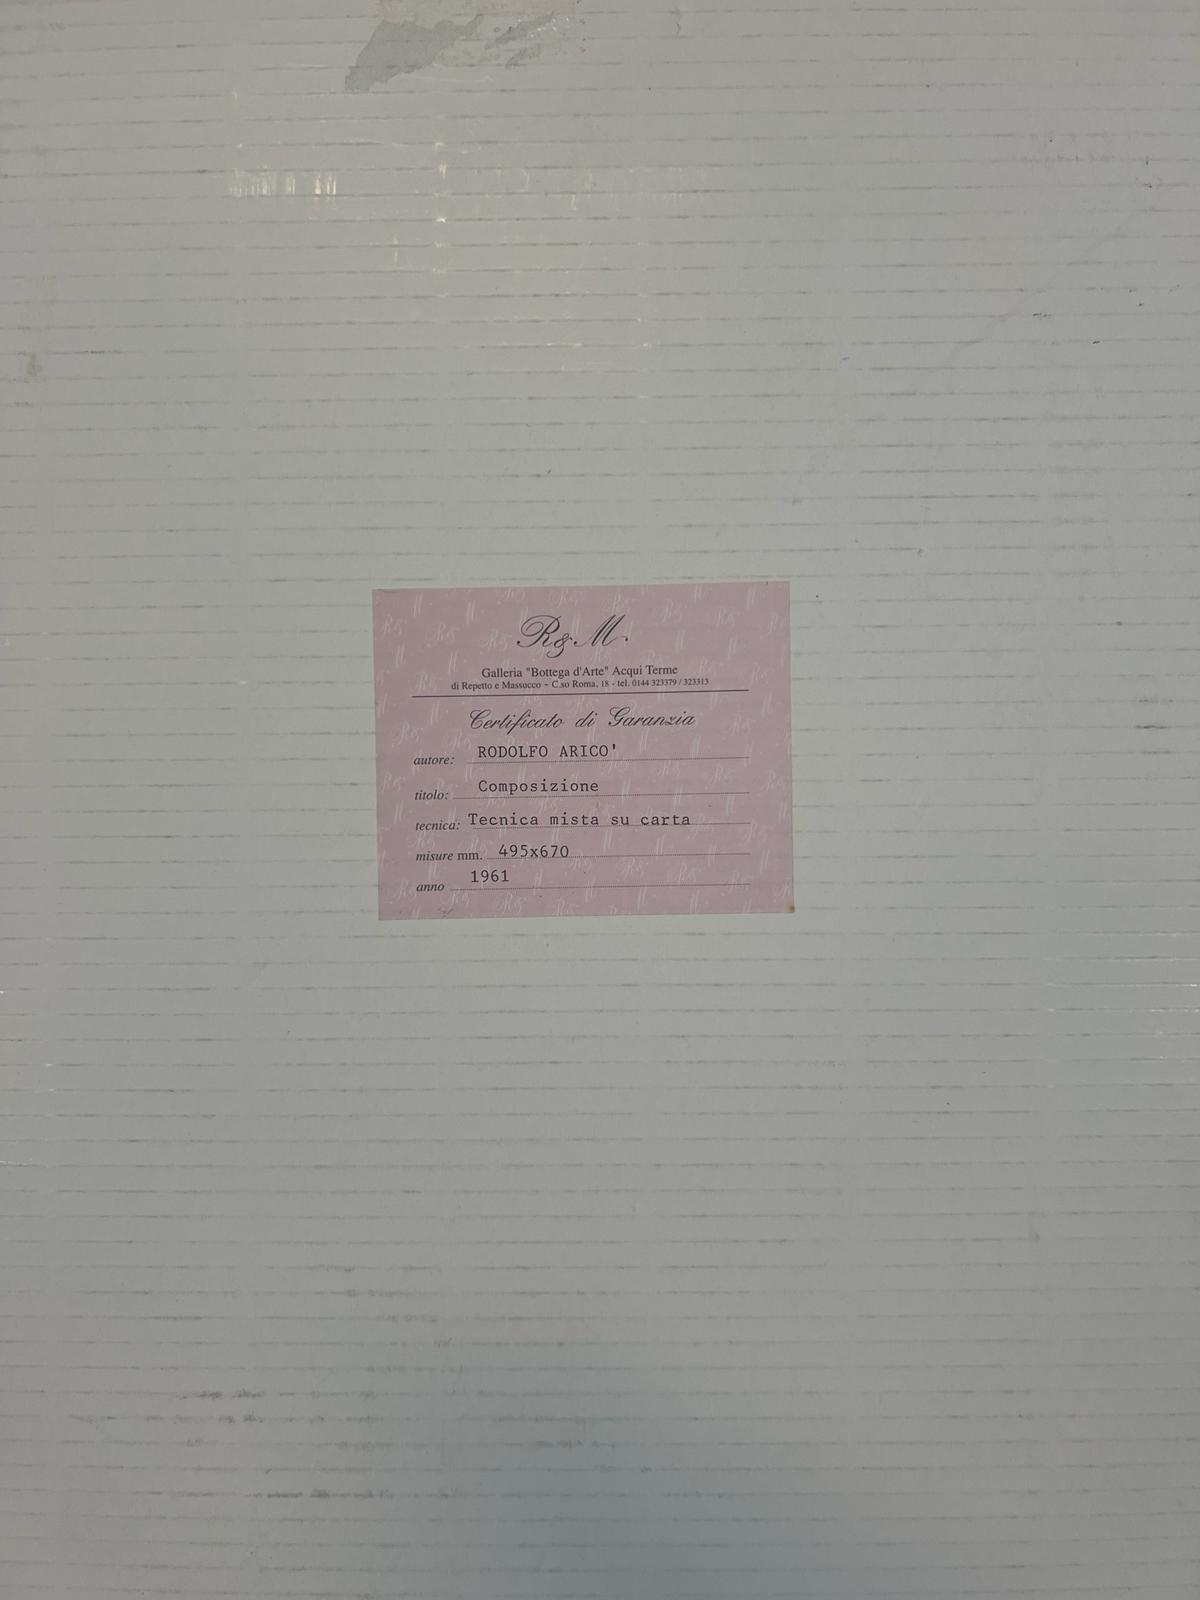 R&M.
Galleria "Bottega d'Arte" Acqui Terme
di Repetto e Massucco - C.so Roma, 18 - tel. 0144 323379 / 323313
Certificato di Garanzia
autore: RODOLFO ARICO'
titolo: Composizione
tecnica: Tecnica mista su carta
misure mm. 495x670
anno 1961